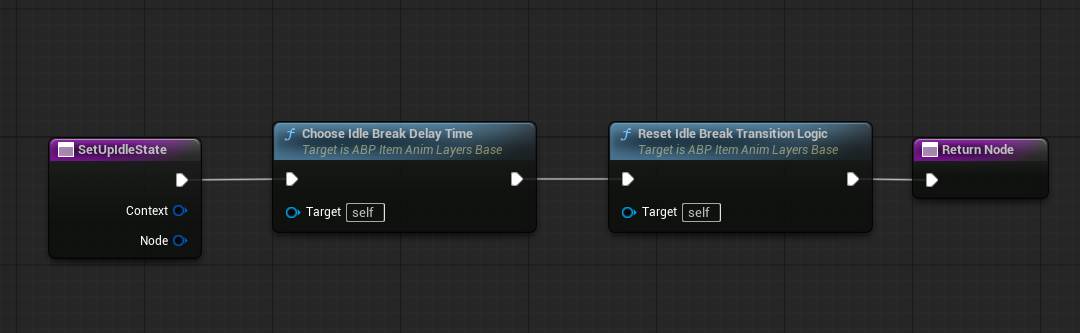 SetUpIdleState
Context
Node
Choose Idle Break Delay Time
Target is ABP Item Anim Layers Base
Target self
Reset Idle Break Transition Logic
Target is ABP Item Anim Layers Base
Target self
Return Node